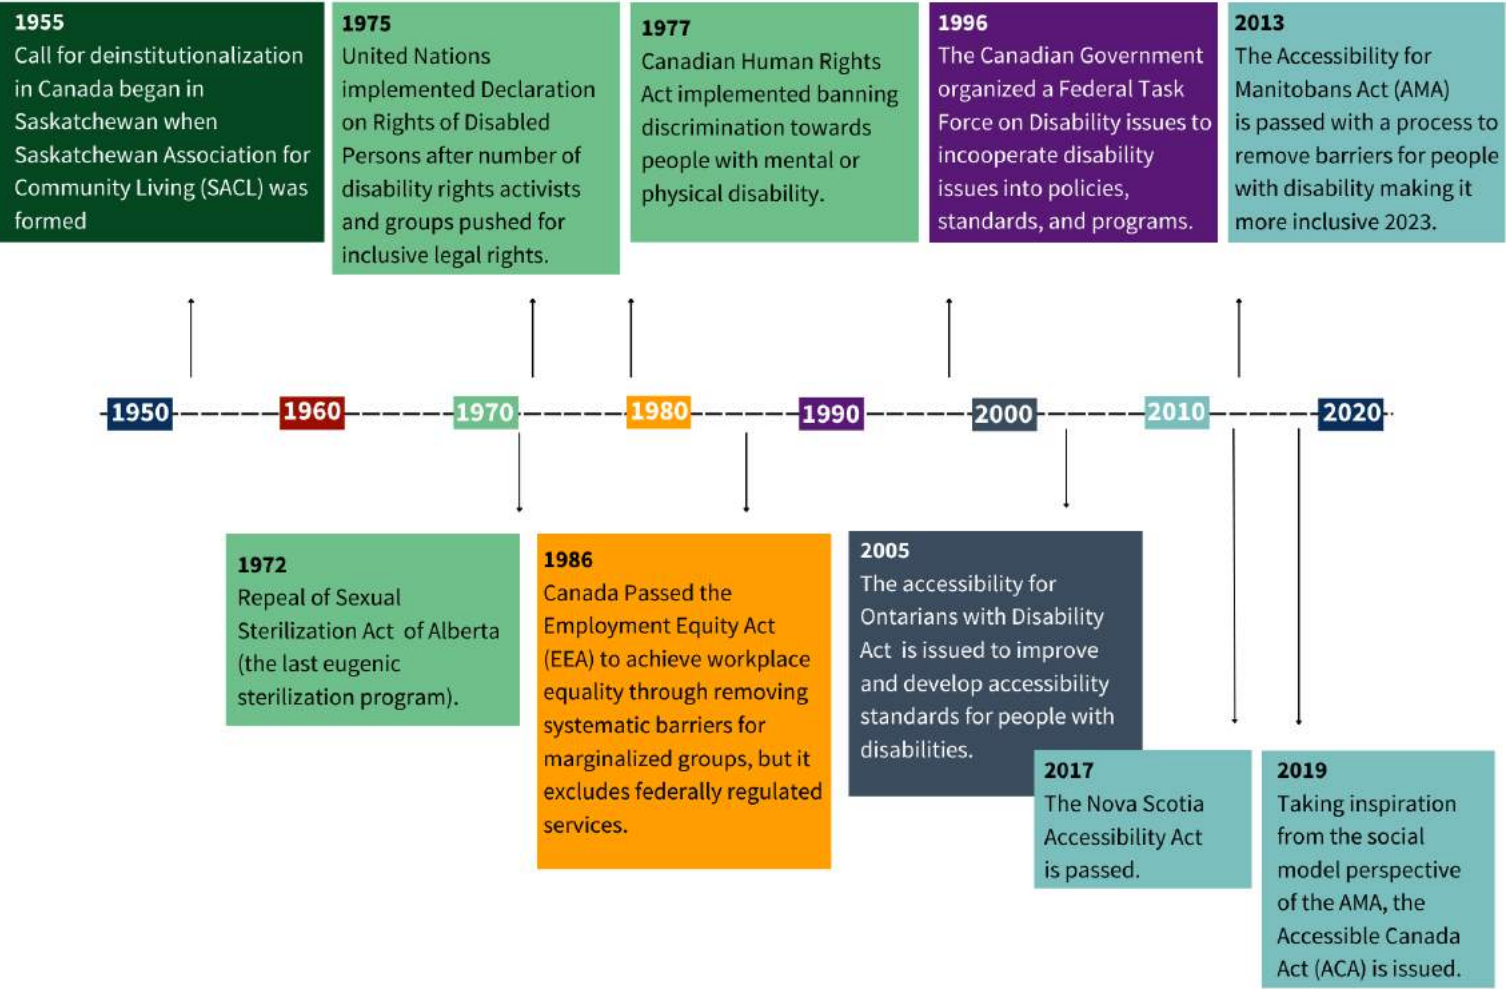 1955
Call for deinstitutionalization
in Canada began in
Saskatchewan when
Saskatchewan Association for
Community Living (SACL) was
formed
1975
United Nations
implemented Declaration
on Rights of Disabled
Persons after number of
disability rights activists
and groups pushed for
inclusive legal rights.
1977
Canadian Human Rights
Act implemented banning
discrimination towards
people with mental or
physical disability.
1996
The Canadian Government
organized a Federal Task
Force on Disability issues to
incooperate disability
issues into policies,
standards, and programs.
2013
The Accessibility for
Manitobans Act (AMA)
is passed with a process to
remove barriers for people
with disability making it
more inclusive 2023.
1950 1960 1970 1980 1990 2000 2010 2020
1972
Repeal of Sexual
Sterilization Act of Alberta
(the last eugenic
sterilization program).
1986
Canada Passed the
Employment Equity Act
(EEA) to achieve workplace
equality through removing
systematic barriers for
marginalized groups, but it
excludes federally regulated
services.
2005
The accessibility for
Ontarians with Disability
Act is issued to improve
and develop accessibility
standards for people with
disabilities.
2017
The Nova Scotia
Accessibility Act
is passed.
2019
Taking inspiration
from the social
model perspective
of the AMA, the
Accessible Canada
Act (ACA) is issued.